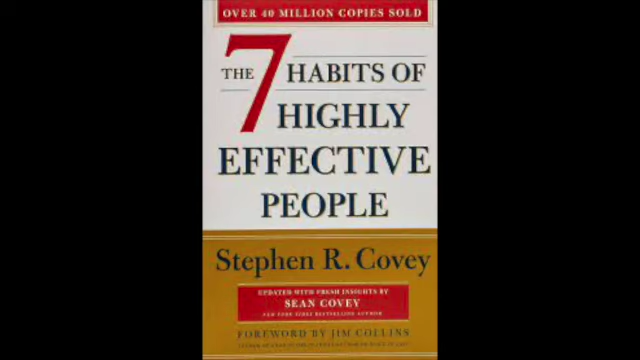 OVER 40 MILLION COPIES SOLD
THE 7 HABITS OF
HIGHLY
EFFECTIVE
PEOPLE
Stephen R. Covey
UPDATED WITH FRESH INSIGHTS BY
SEAN COVEY
NEW YORK TIMES BESTSELLING AUTHOR
FOREWORD BY JIM COLLINS